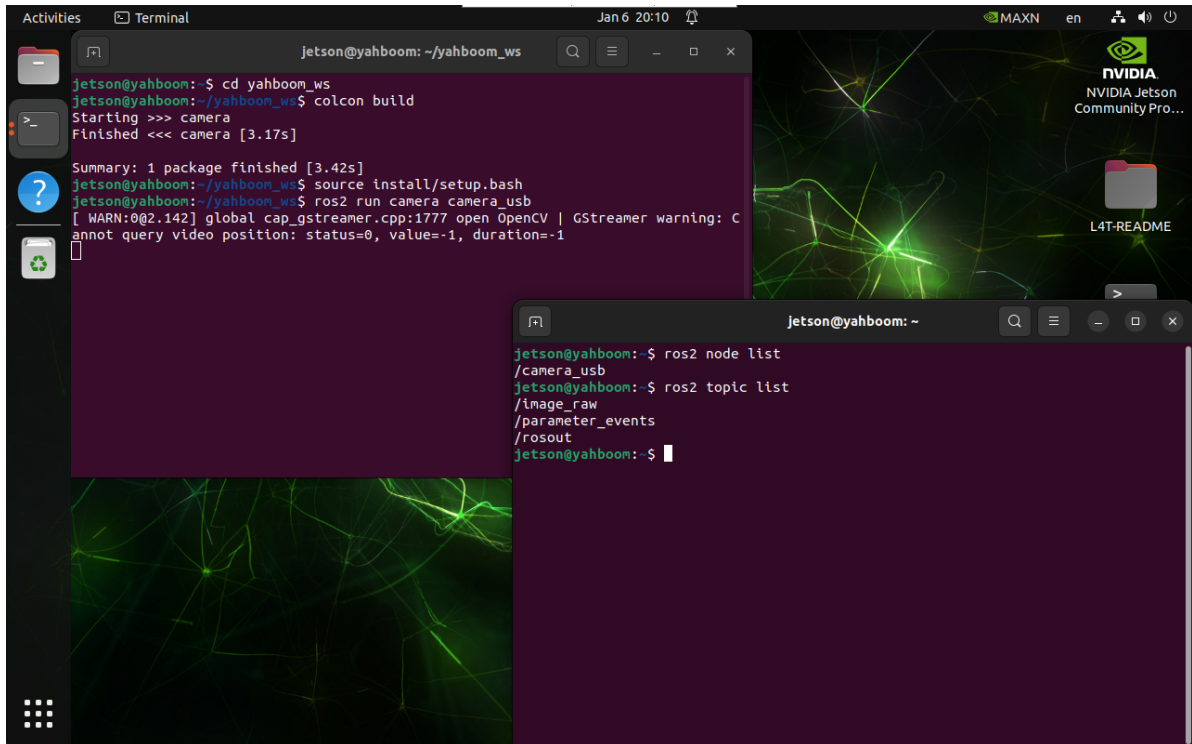 Activities Terminal Jan 6 20:10 MAXN en
jetson@yahboom: ~/yahboom_ws
jetson@yahboom:~$ cd yahboom_ws
jetson@yahboom:~/yahboom_ws$ colcon build
Starting >>> camera
Finished <<< camera [3.17s]
Summary: 1 package finished [3.42s]
jetson@yahboom:~/yahboom_ws$ source install/setup.bash
jetson@yahboom:~/yahboom_ws$ ros2 run camera camera_usb
[ WARN:0@2.142] global cap_gstreamer.cpp:1777 open OpenCV | GStreamer warning: C
annot query video position: status=0, value=-1, duration=-1
NVIDIA.
NVIDIA Jetson
Community Pro...
L4T-README
jetson@yahboom: ~
jetson@yahboom:~$ ros2 node list
/camera_usb
jetson@yahboom:~$ ros2 topic list
/image_raw
/parameter_events
/rosout
jetson@yahboom:~$